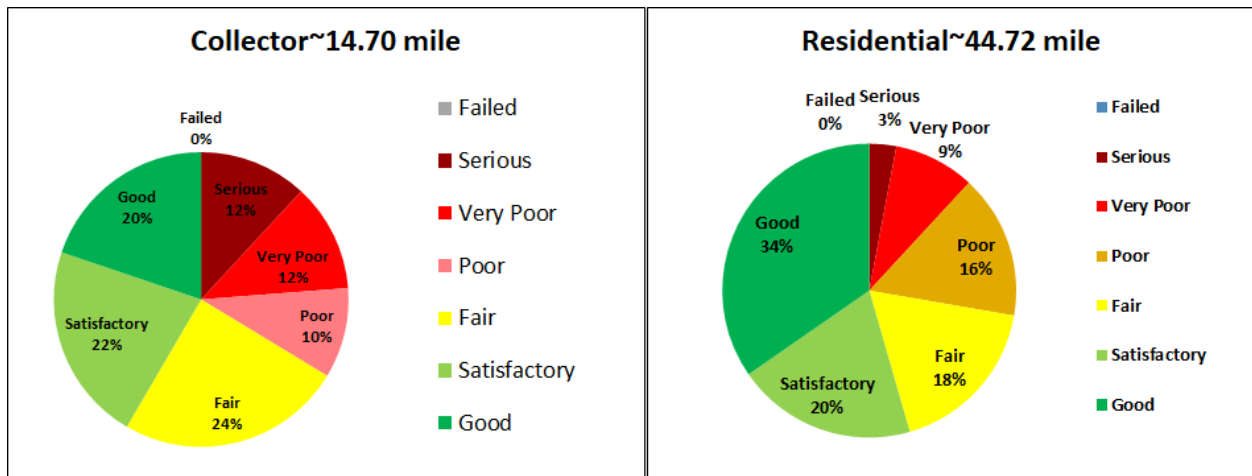 Collector~14.70 mile
Failed
0%
Serious
12%
Very Poor
12%
Poor
10%
Fair
24%
Satisfactory
22%
Good
20%
Failed
Serious
Very Poor
Poor
Fair
Satisfactory
Good
Residential~44.72 mile
Failed
0%
Serious
3%
Very Poor
9%
Poor
16%
Fair
18%
Satisfactory
20%
Good
34%
Failed
Serious
Very Poor
Poor
Fair
Satisfactory
Good